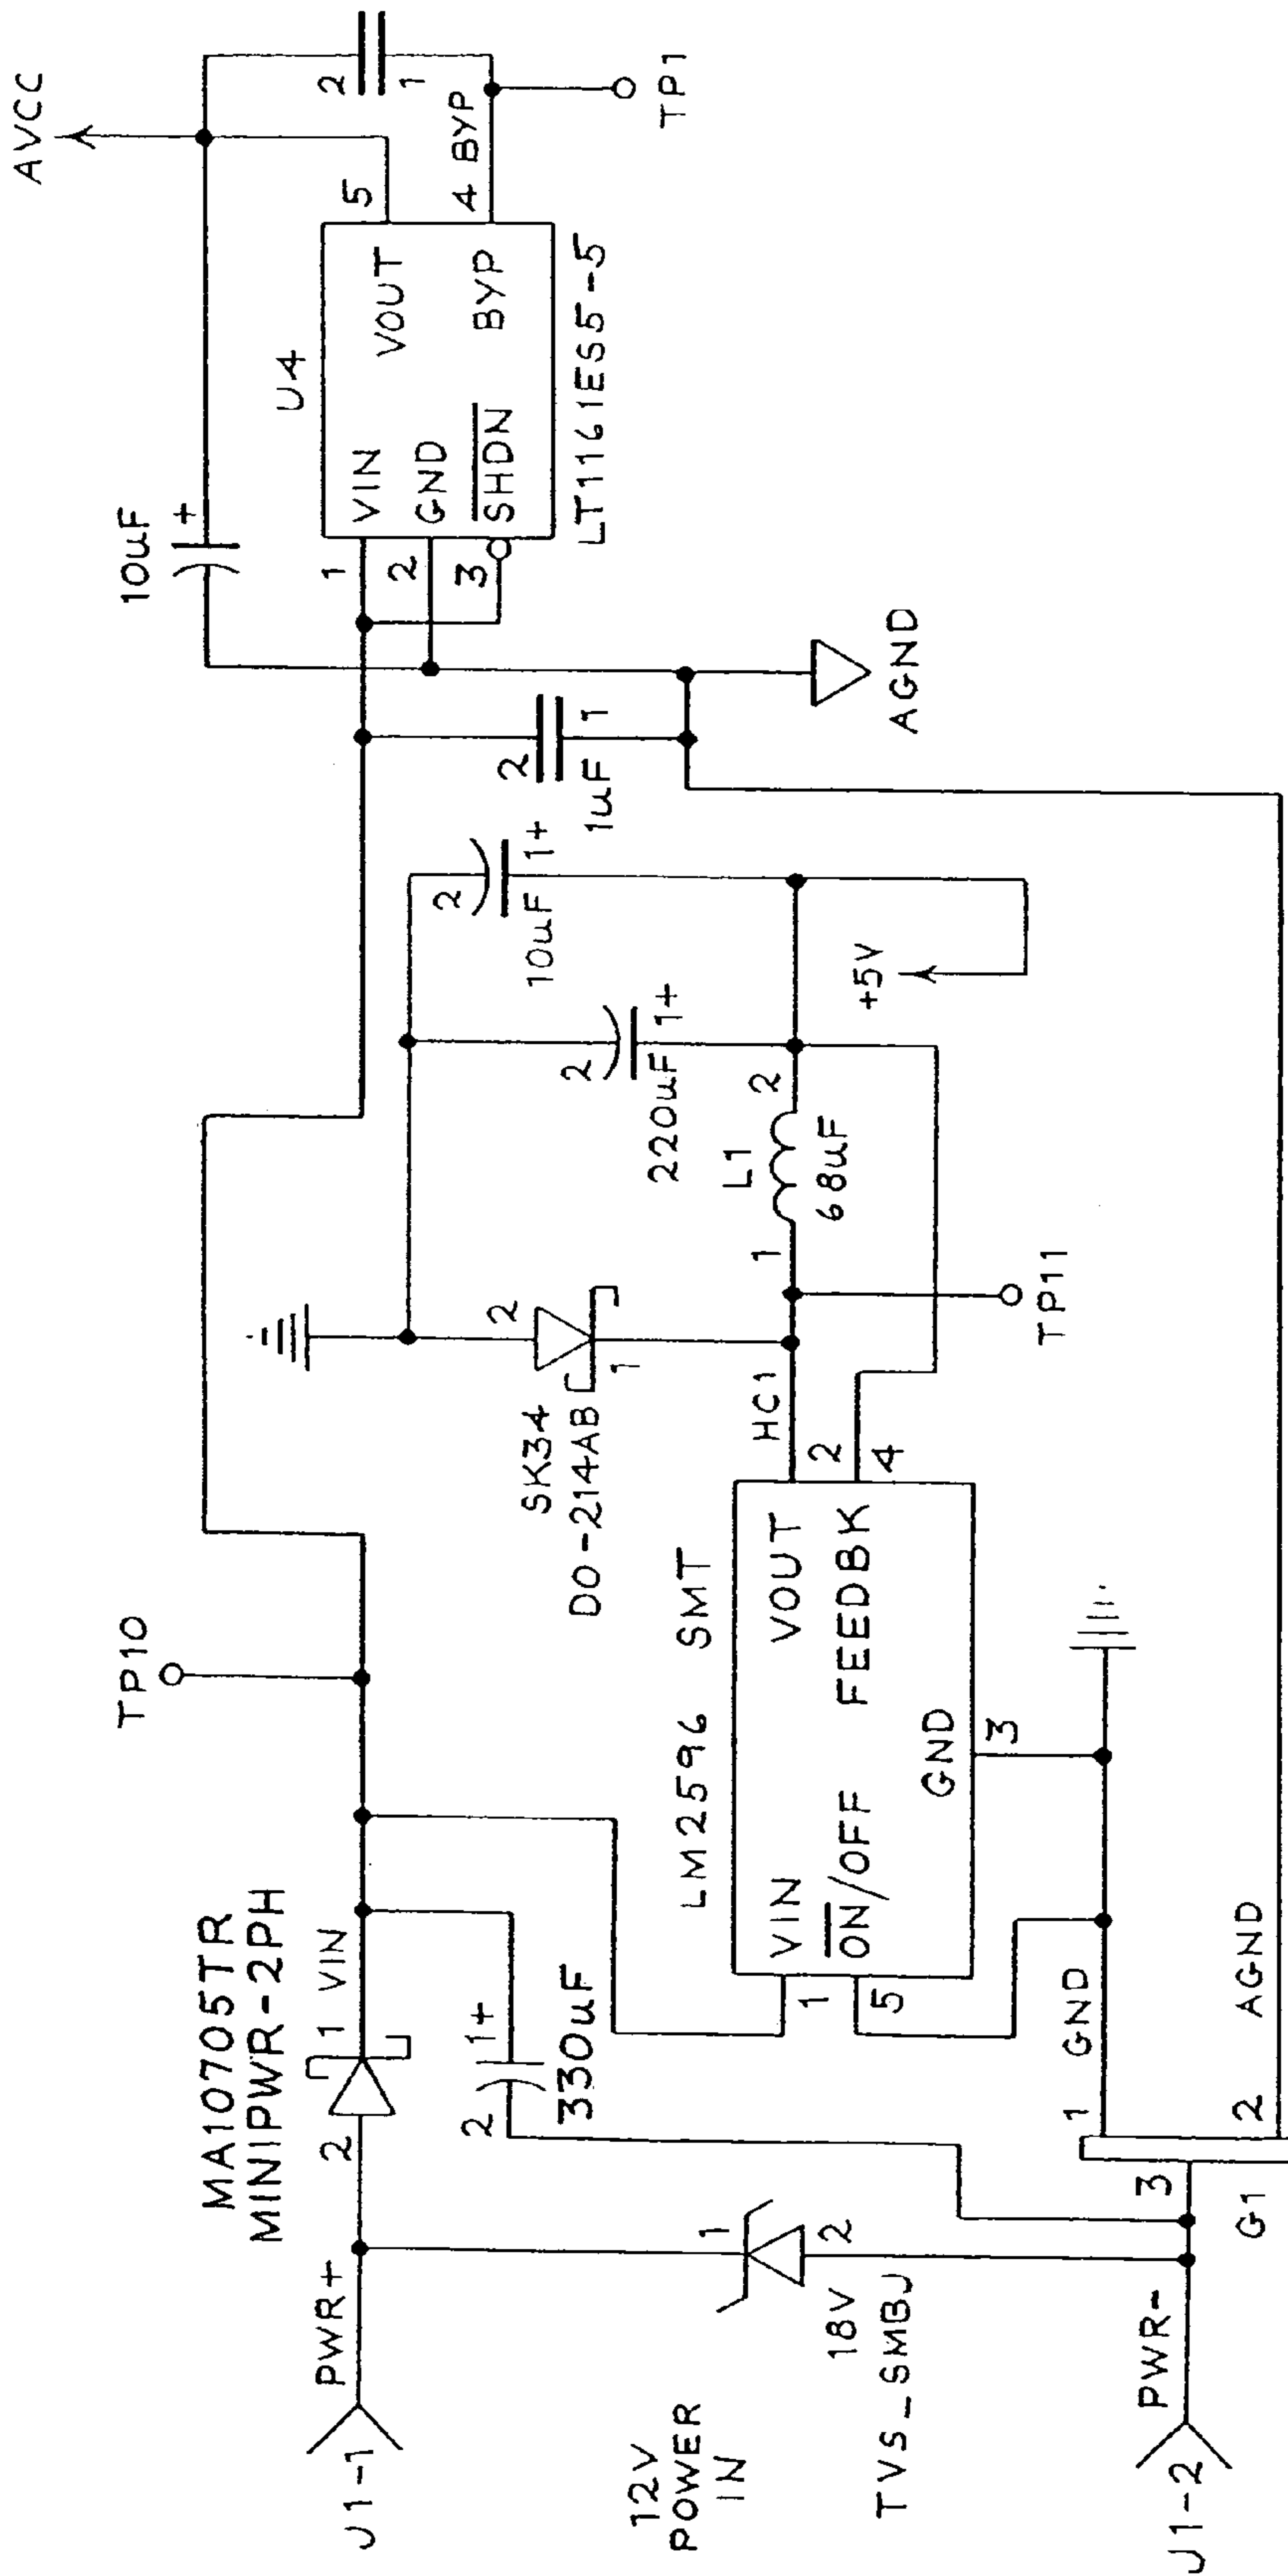 J1-1
PWR+
2
MA10705TR
MINIPWR-2PH
1
VIN
TP10
2
1+
330uF
12V
POWER
IN
1
2
18V
TVS_SMBJ
J1-2
PWR-
3
G1
1
GND
2
AGND
LM2596 SMT
VIN
1
ON/OFF
5
VOUT
2
FEEDBK
4
GND
3
HC1
SK34
DO-214AB
2
1
TP11
L1
1
2
68uF
2
1+
220uF
2
1+
10uF
+5V
2
1
1uF
AGND
10uF
+
U4
VIN
1
GND
2
SHDN
3
VOUT
5
BYP
4
BYP
LT1161ES5-5
AVCC
2
1
TP1